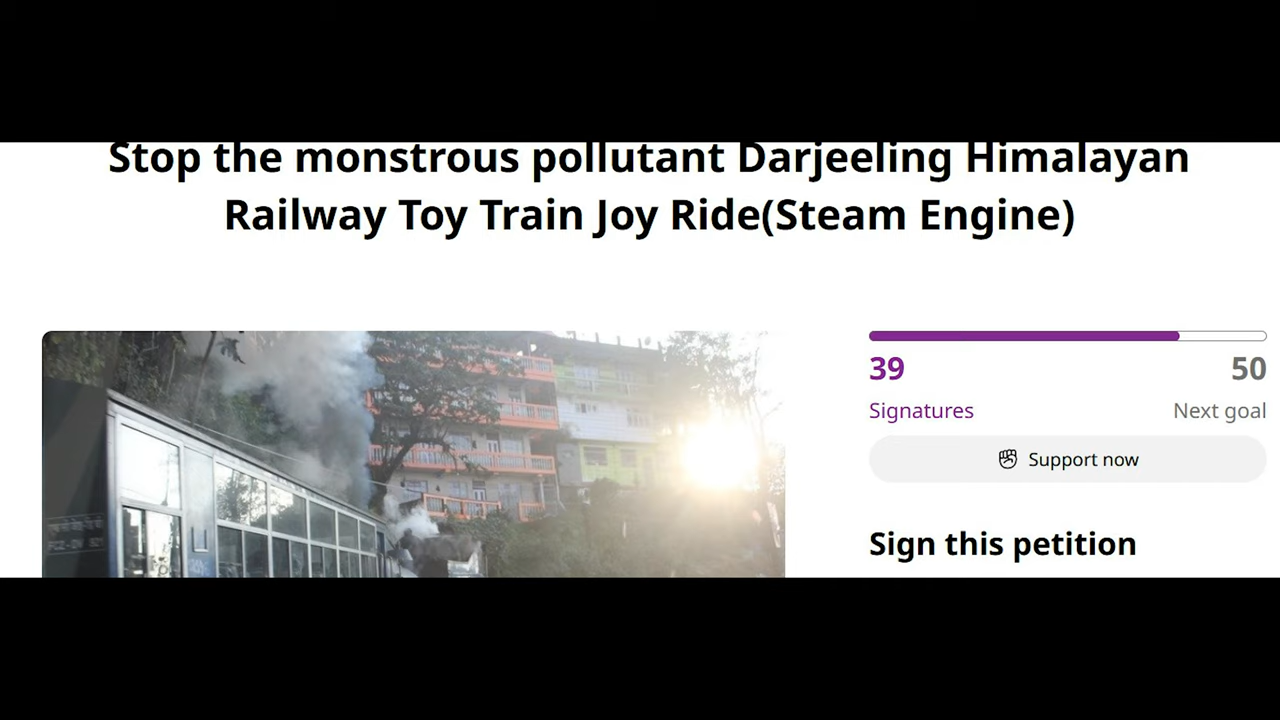 Stop the monstrous pollutant Darjeeling Himalayan
Railway Toy Train Joy Ride(Steam Engine)
39
50
Signatures
Next goal
Support now
Sign this petition